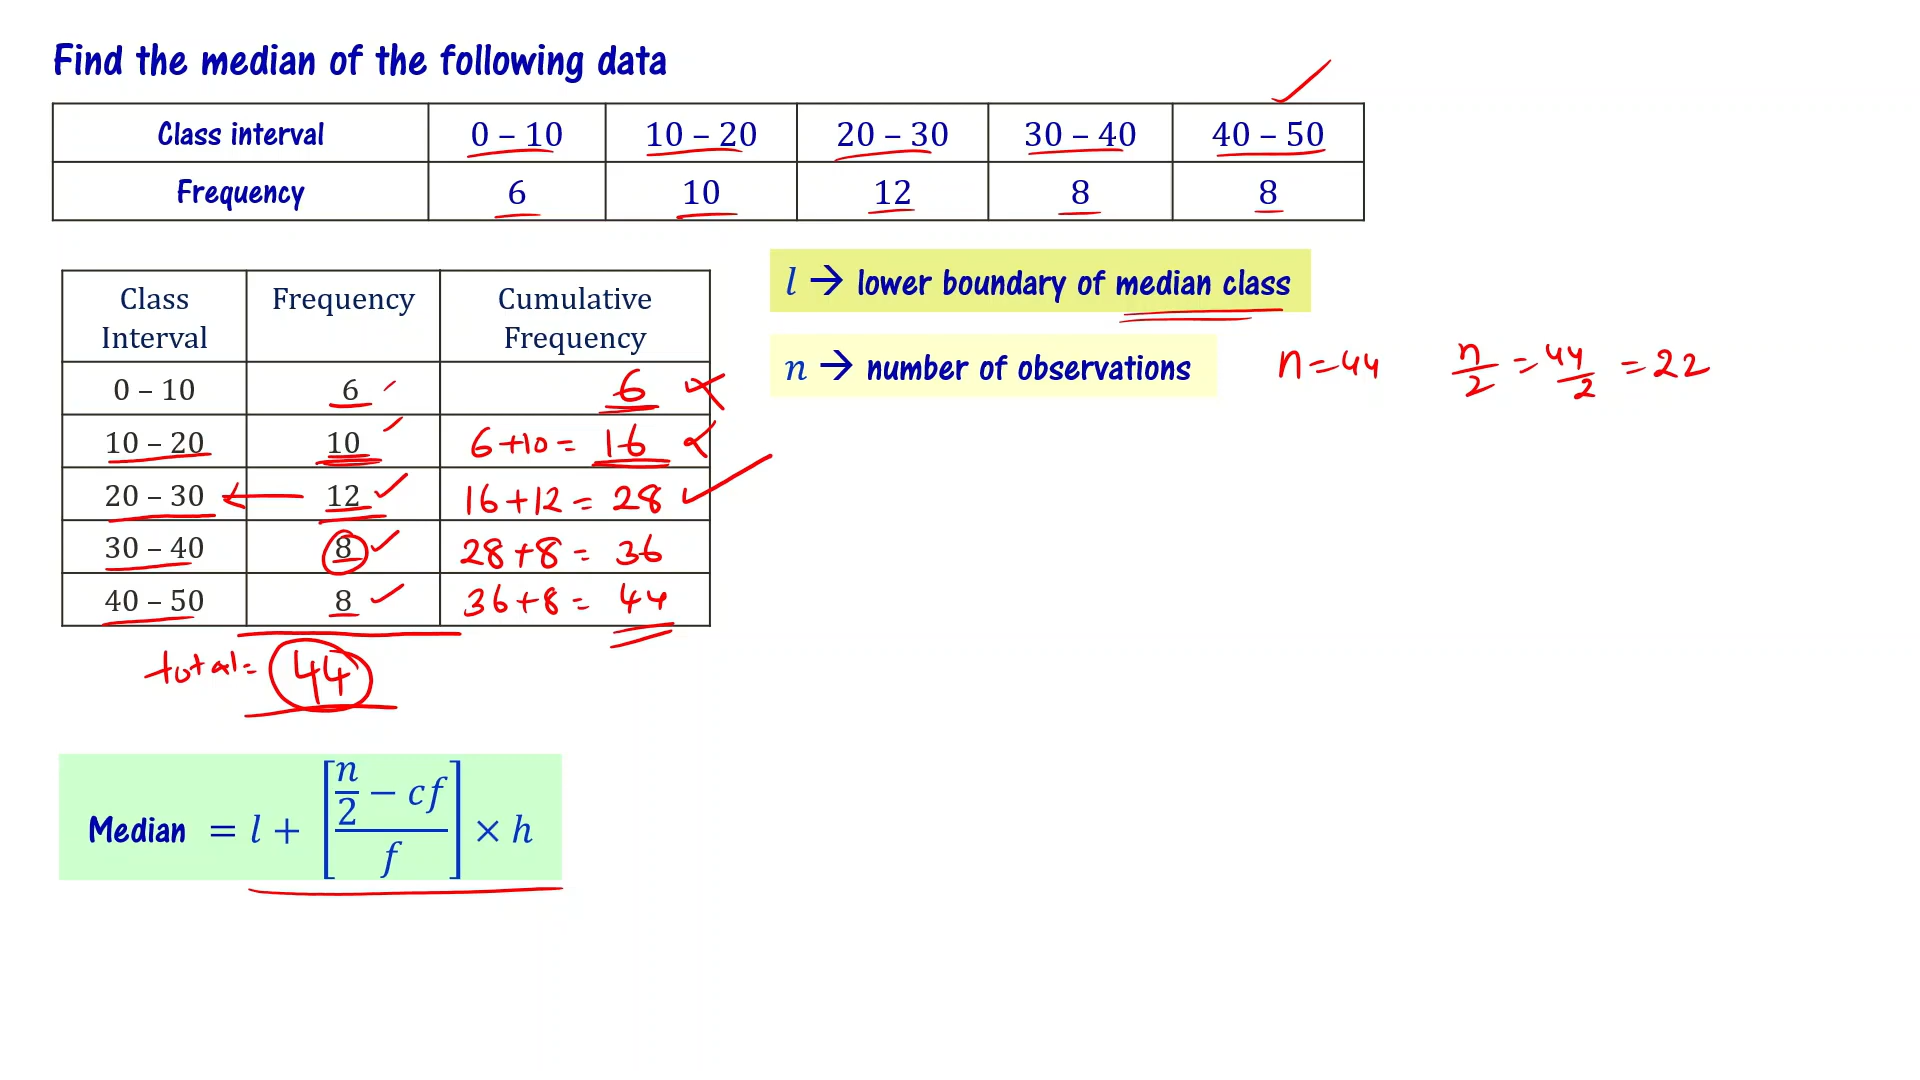 Find the median of the following data
Class interval 0 – 10 10 – 20 20 – 30 30 – 40 40 – 50
Frequency 6 10 12 8 8
Class Interval Frequency Cumulative Frequency
0 – 10 6 6
10 – 20 10 6+10 = 16
20 – 30 12 16+12 = 28
30 – 40 8 28+8 = 36
40 – 50 8 36+8 = 44
total = 44
l → lower boundary of median class
n → number of observations n=44 n/2 = 44/2 = 22
Median = l + [(n/2 − cf)/f] × h